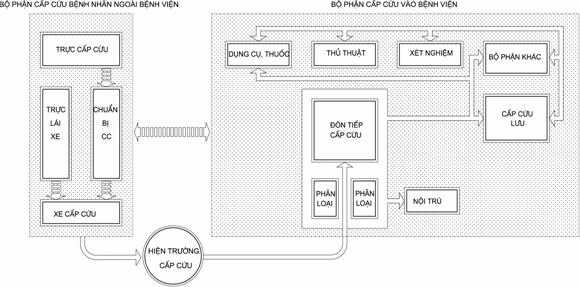 BỘ PHẬN CẤP CỨU BỆNH NHÂN NGOÀI BỆNH VIỆN
BỘ PHẬN CẤP CỨU VÀO BỆNH VIỆN
TRỰC CẤP CỨU
TRỰC
LÁI
XE
CHUẨN
BỊ
CC
XE CẤP CỨU
HIỆN TRƯỜNG
CẤP CỨU
DỤNG CỤ, THUỐC
THỦ THUẬT
XÉT NGHIỆM
BỘ PHẬN KHÁC
ĐÓN TIẾP
CẤP CỨU
CẤP CỨU
LƯU
PHÂN
LOẠI
PHÂN
LOẠI
NỘI TRÚ